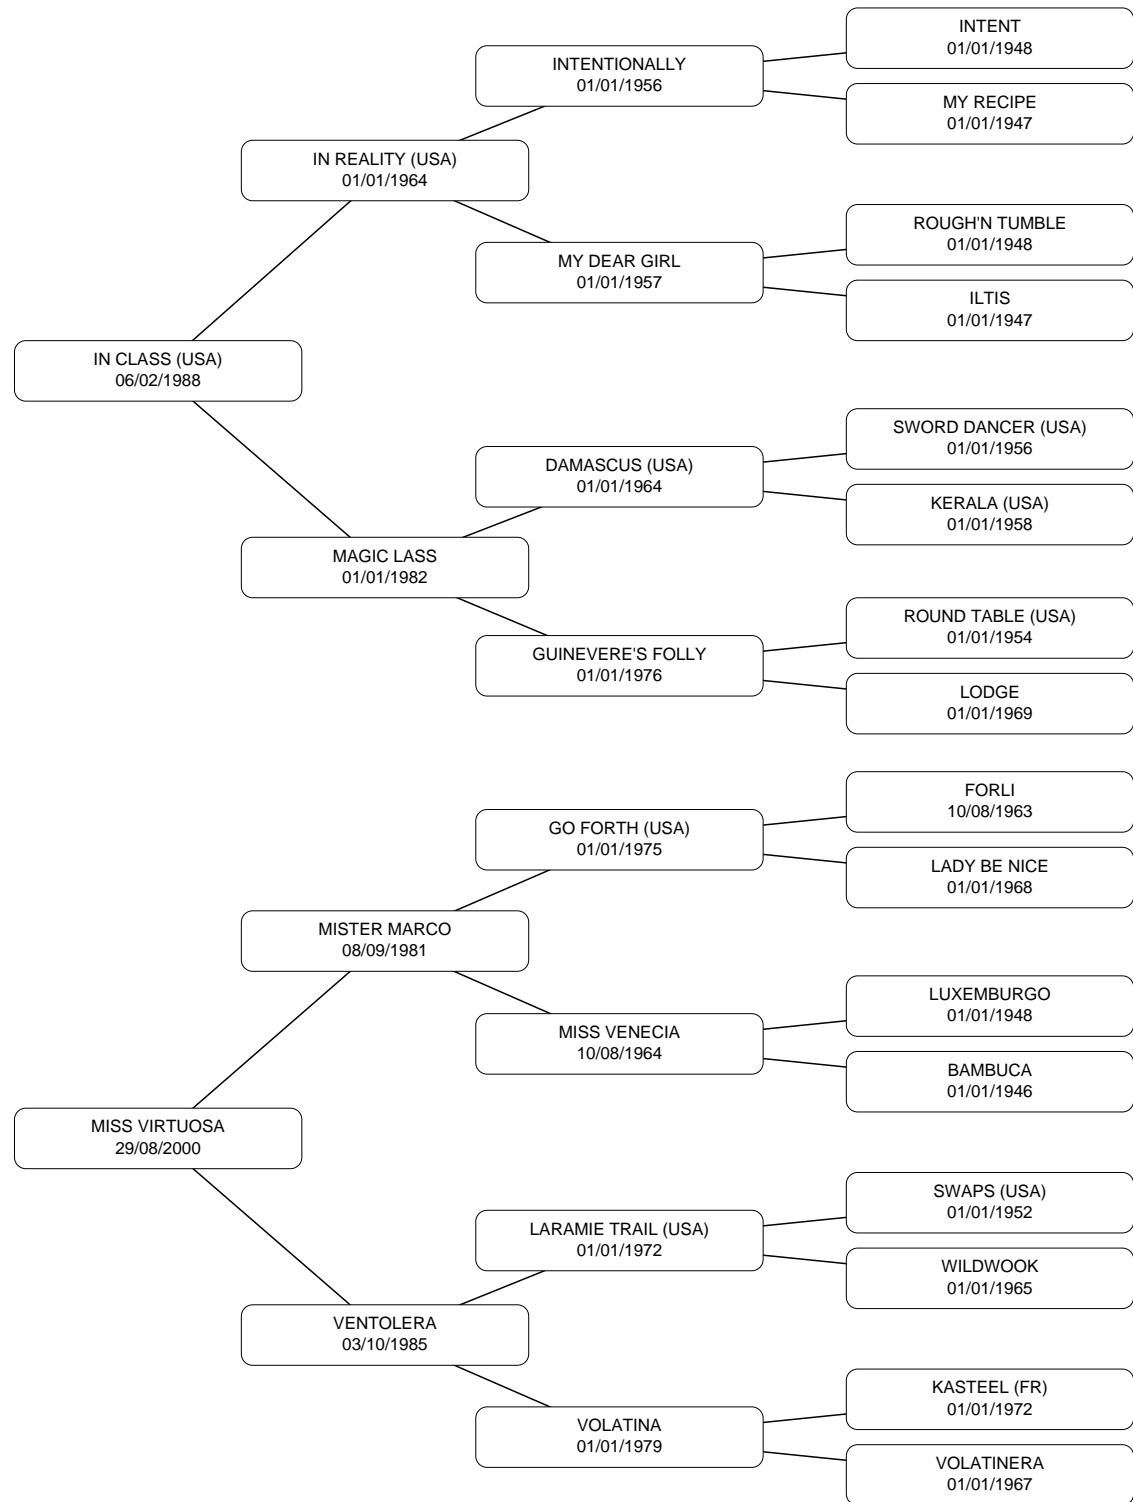 INTENT
01/01/1948
INTENTIONALLY
01/01/1956
MY RECIPE
01/01/1947
IN REALITY (USA)
01/01/1964
ROUGH'N TUMBLE
01/01/1948
MY DEAR GIRL
01/01/1957
ILTIS
01/01/1947
IN CLASS (USA)
06/02/1988
SWORD DANCER (USA)
01/01/1956
DAMASCUS (USA)
01/01/1964
KERALA (USA)
01/01/1958
MAGIC LASS
01/01/1982
ROUND TABLE (USA)
01/01/1954
GUINEVERE'S FOLLY
01/01/1976
LODGE
01/01/1969
FORLI
10/08/1963
GO FORTH (USA)
01/01/1975
LADY BE NICE
01/01/1968
MISTER MARCO
08/09/1981
LUXEMBURGO
01/01/1948
MISS VENECIA
10/08/1964
BAMBUCA
01/01/1946
MISS VIRTUOSA
29/08/2000
SWAPS (USA)
01/01/1952
LARAMIE TRAIL (USA)
01/01/1972
WILDWOOK
01/01/1965
VENTOLERA
03/10/1985
KASTEEL (FR)
01/01/1972
VOLATINA
01/01/1979
VOLATINERA
01/01/1967